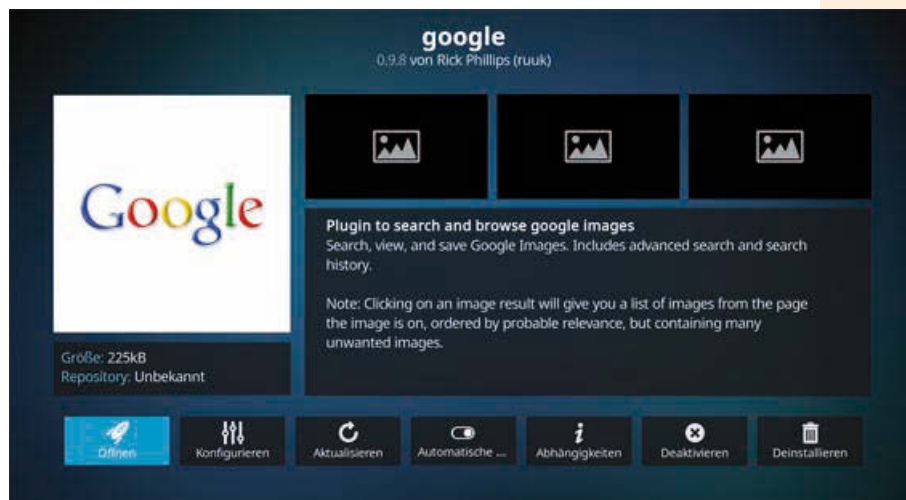 google
0.9.8 von Rick Phillips (ruuk)
Google
Plugin to search and browse google images
Search, view, and save Google Images. Includes advanced search and search
history.
Note: Clicking on an image result will give you a list of images from the page
the image is on, ordered by probable relevance, but containing many
unwanted images.
Größe: 225kB
Repository: Unbekannt
Öffnen
Konfigurieren
Aktualisieren
Automatische ...
Abhängigkeiten
Deaktivieren
Deinstallieren